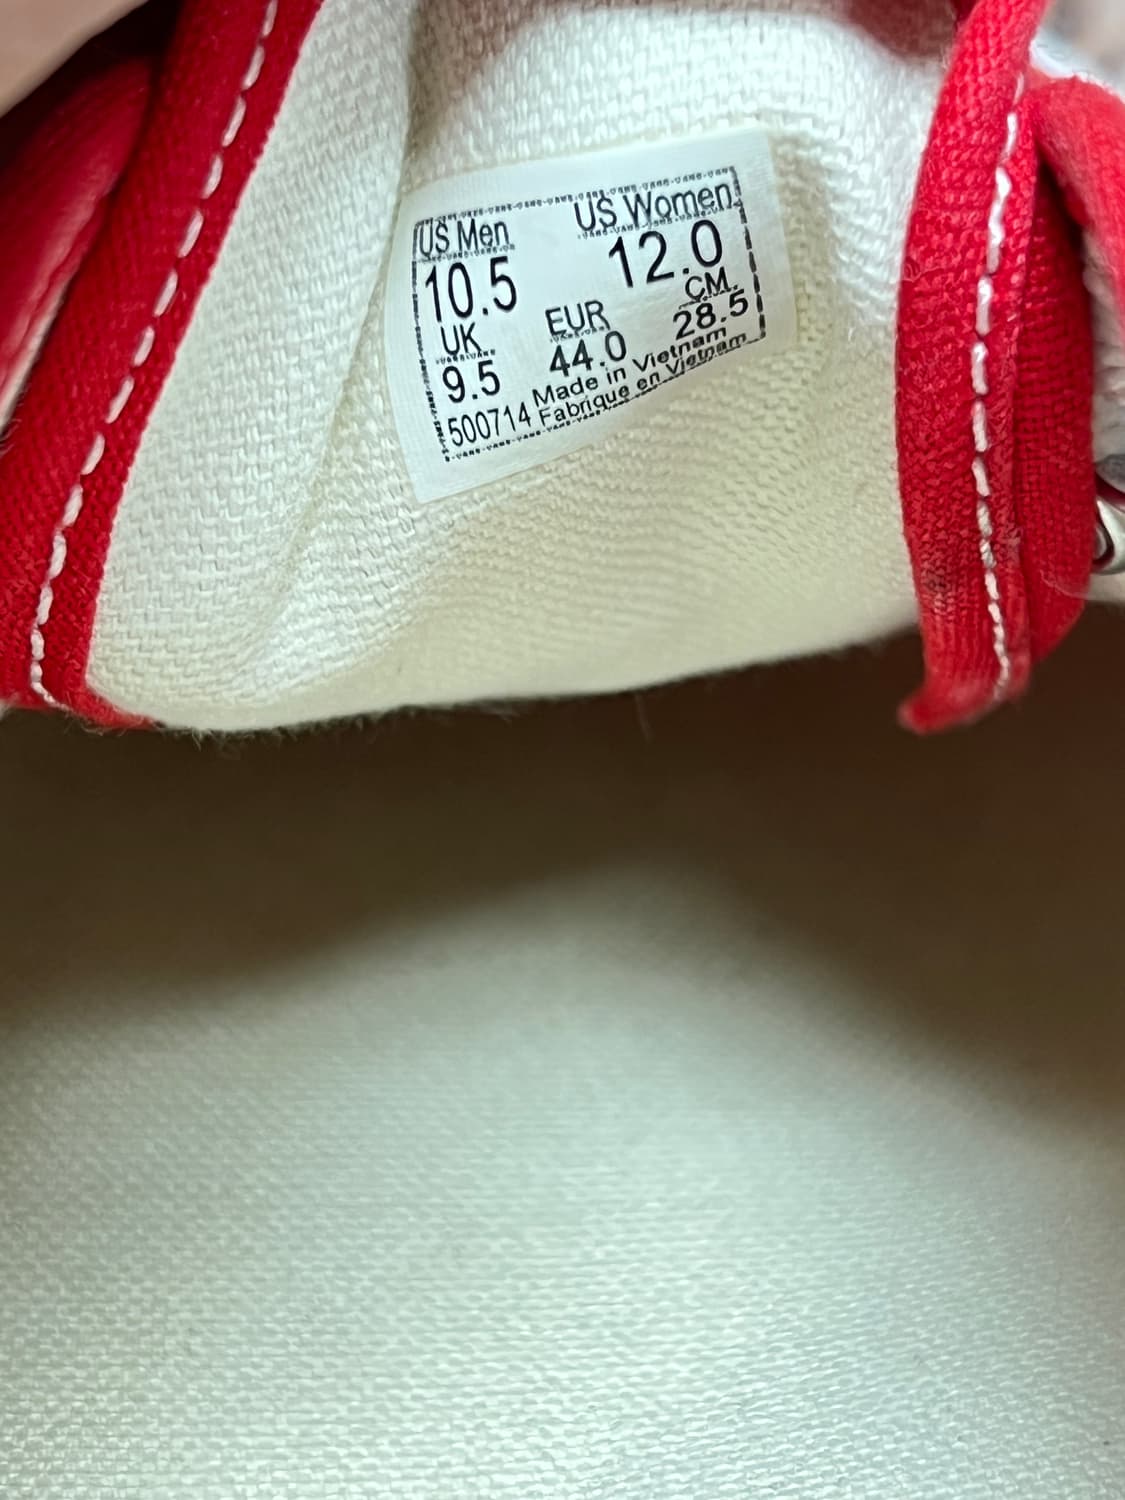 US Men US Women
10.5 12.0
UK EUR CM.
9.5 44.0 28.5
Made in Vietnam
500714 Fabrique en Vietnam